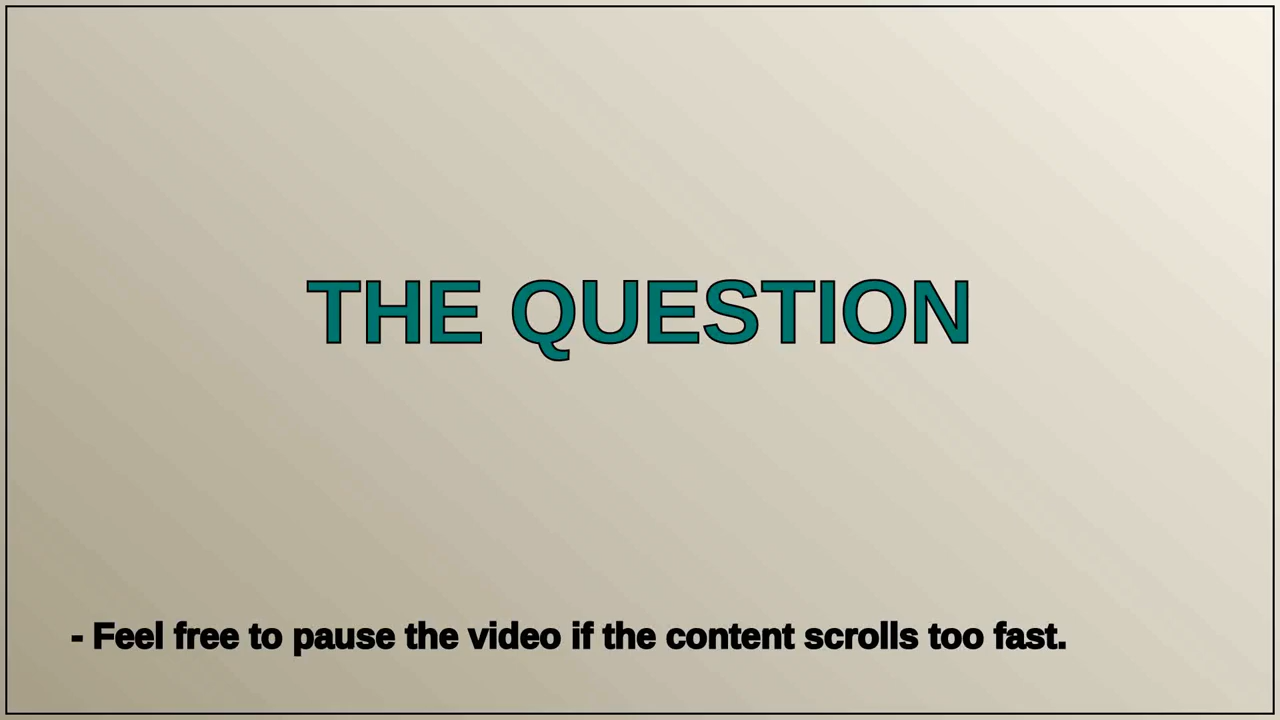 THE QUESTION
- Feel free to pause the video if the content scrolls too fast.